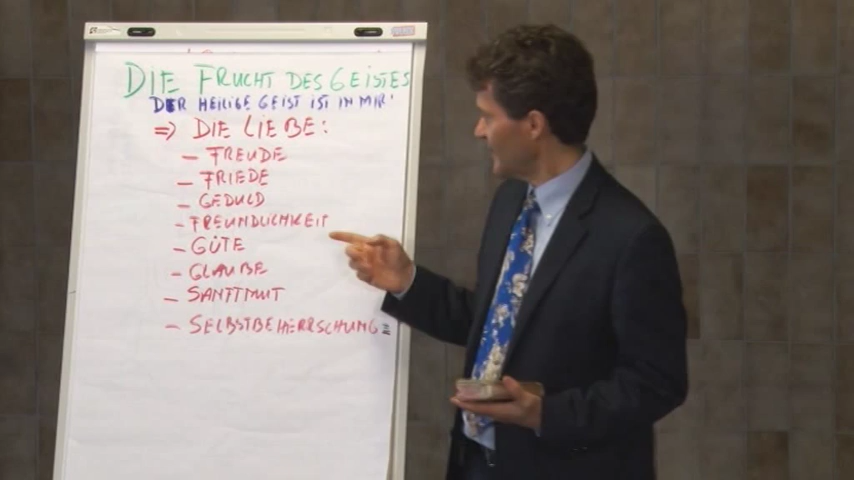 DIE FRUCHT DES GEISTES
DER HEILIGE GEIST IST IN MIR!
⇒ DIE LIEBE:
– FREUDE
– FRIEDE
– GEDULD
– FREUNDLICHKEIT
– GÜTE
– GLAUBE
– SANFTMUT
– SELBSTBEHERRSCHUNG